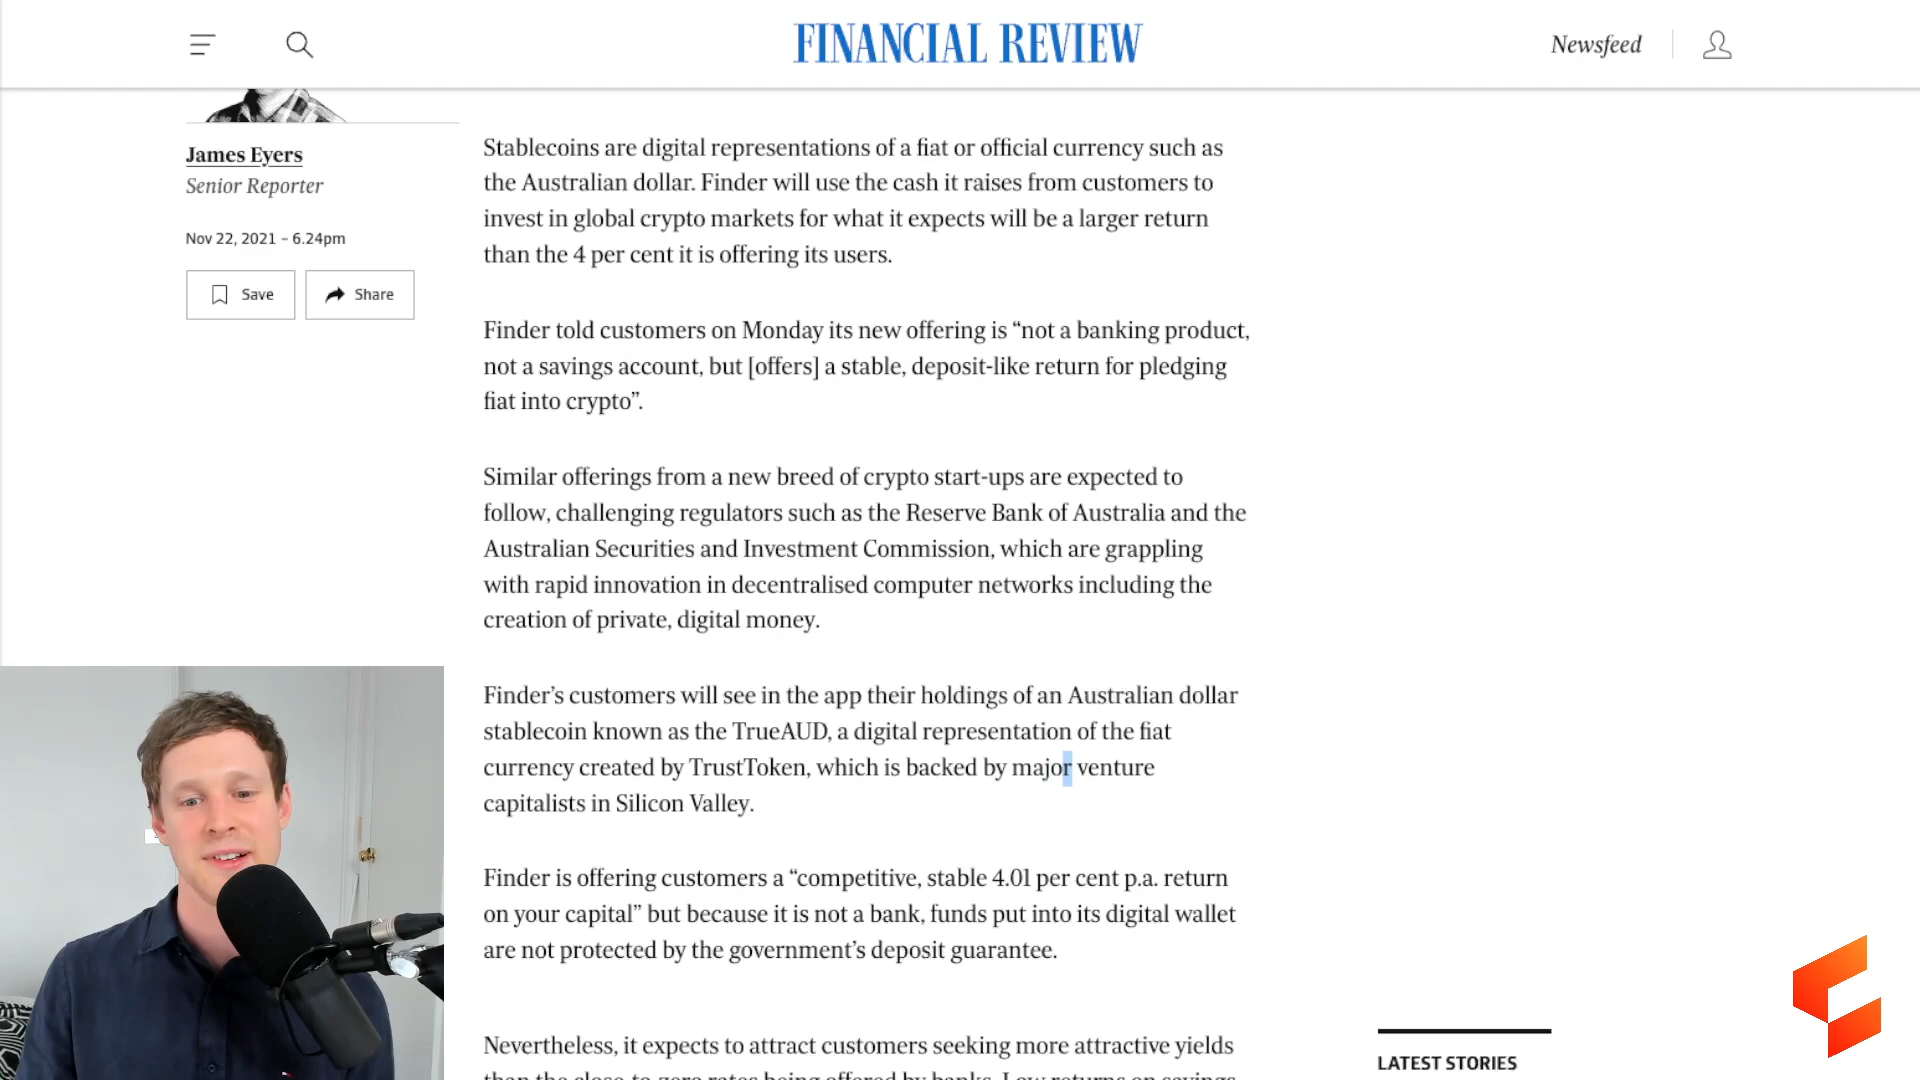 FINANCIAL REVIEW
Newsfeed
James Eyers
Senior Reporter
Nov 22, 2021 – 6.24pm
Save
Share
Stablecoins are digital representations of a fiat or official currency such as
the Australian dollar. Finder will use the cash it raises from customers to
invest in global crypto markets for what it expects will be a larger return
than the 4 per cent it is offering its users.
Finder told customers on Monday its new offering is “not a banking product,
not a savings account, but [offers] a stable, deposit-like return for pledging
fiat into crypto”.
Similar offerings from a new breed of crypto start-ups are expected to
follow, challenging regulators such as the Reserve Bank of Australia and the
Australian Securities and Investment Commission, which are grappling
with rapid innovation in decentralised computer networks including the
creation of private, digital money.
Finder’s customers will see in the app their holdings of an Australian dollar
stablecoin known as the TrueAUD, a digital representation of the fiat
currency created by TrustToken, which is backed by major venture
capitalists in Silicon Valley.
Finder is offering customers a “competitive, stable 4.01 per cent p.a. return
on your capital” but because it is not a bank, funds put into its digital wallet
are not protected by the government’s deposit guarantee.
Nevertheless, it expects to attract customers seeking more attractive yields
than the close-to-zero rates being offered by banks. Low returns on savings
LATEST STORIES